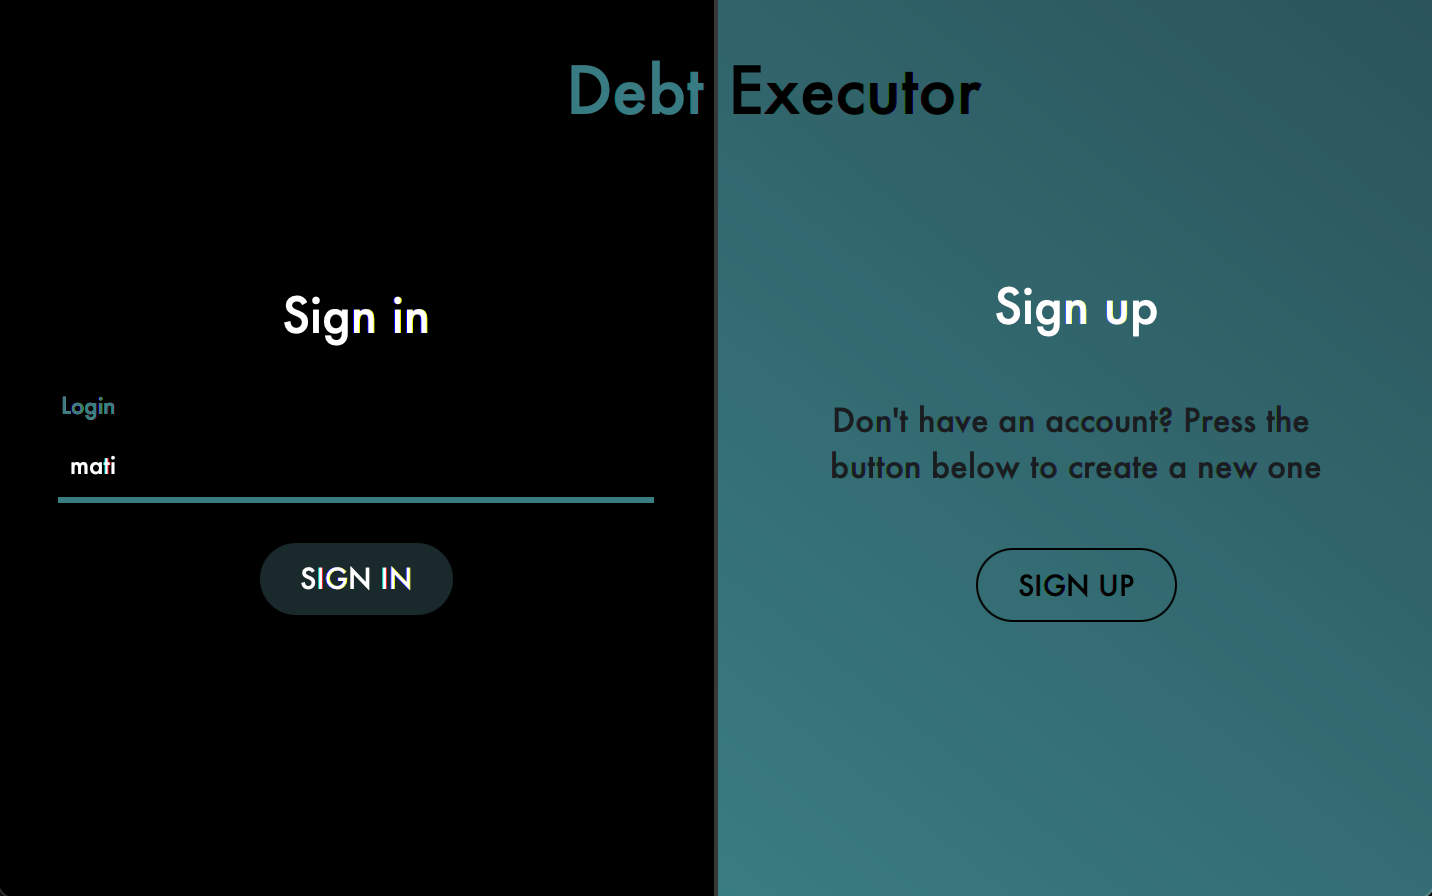 Debt Executor
Sign in
Login
mati
SIGN IN
Sign up
Don't have an account? Press the
button below to create a new one
SIGN UP